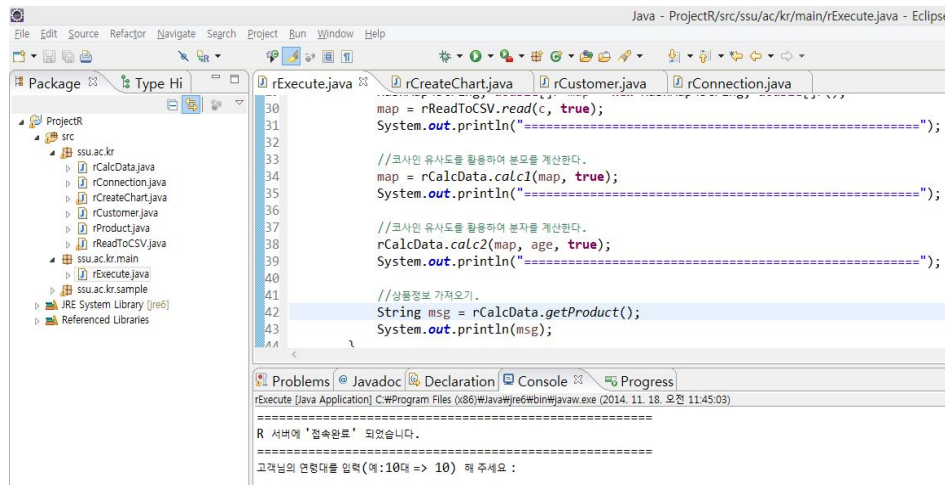 Java - ProjectR/src/ssu/ac/kr/main/rExecute.java - Eclipse
File Edit Source Refactor Navigate Search Project Run Window Help
Package Type Hi
rExecute.java rCreateChart.java rCustomer.java rConnection.java
ProjectR
src
ssu.ac.kr
rCalcData.java
rConnection.java
rCreateChart.java
rCustomer.java
rProduct.java
rReadToCSV.java
ssu.ac.kr.main
rExecute.java
ssu.ac.kr.sample
JRE System Library [jre6]
Referenced Libraries
30 map = rReadToCSV.read(c, true);
31 System.out.println("======================================================");
32
33 //코사인 유사도를 활용하여 분모를 계산한다.
34 map = rCalcData.calc1(map, true);
35 System.out.println("======================================================");
36
37 //코사인 유사도를 활용하여 분자를 계산한다.
38 rCalcData.calc2(map, age, true);
39 System.out.println("======================================================");
40
41 //상품정보 가져오기.
42 String msg = rCalcData.getProduct();
43 System.out.println(msg);
44 }
Problems Javadoc Declaration Console Progress
rExecute [Java Application] C:₩Program Files (x86)₩Java₩jre6₩bin₩javaw.exe (2014. 11. 18. 오전 11:45:03)
======================================================
R 서버에 '접속완료' 되었습니다.
======================================================
고객님의 연령대를 입력(예:10대 => 10) 해 주세요 :